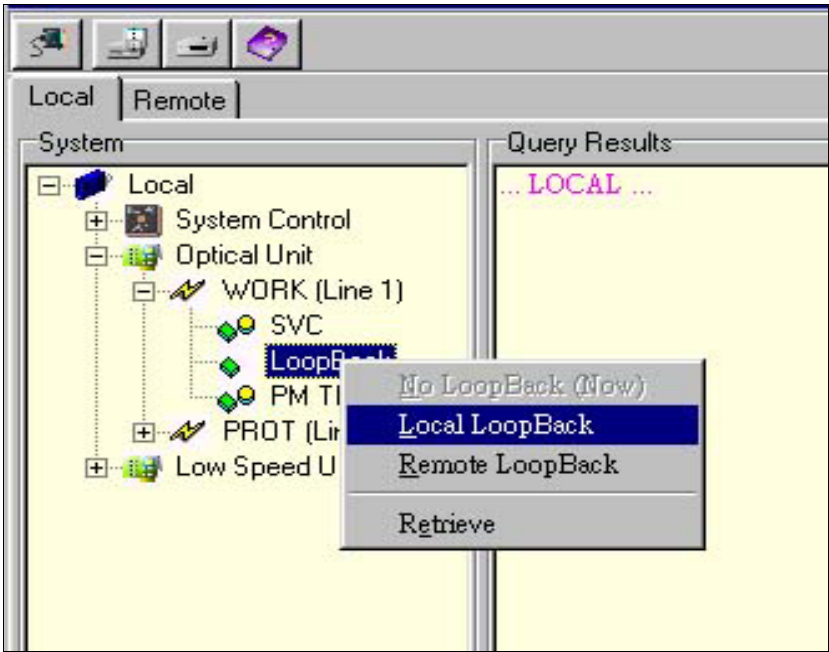 Local Remote
System
Query Results
Local
... LOCAL ...
System Control
Optical Unit
WORK (Line 1)
SVC
LoopBack
No LoopBack (Now)
PM
Local LoopBack
PROT
Remote LoopBack
Low Speed
Retrieve